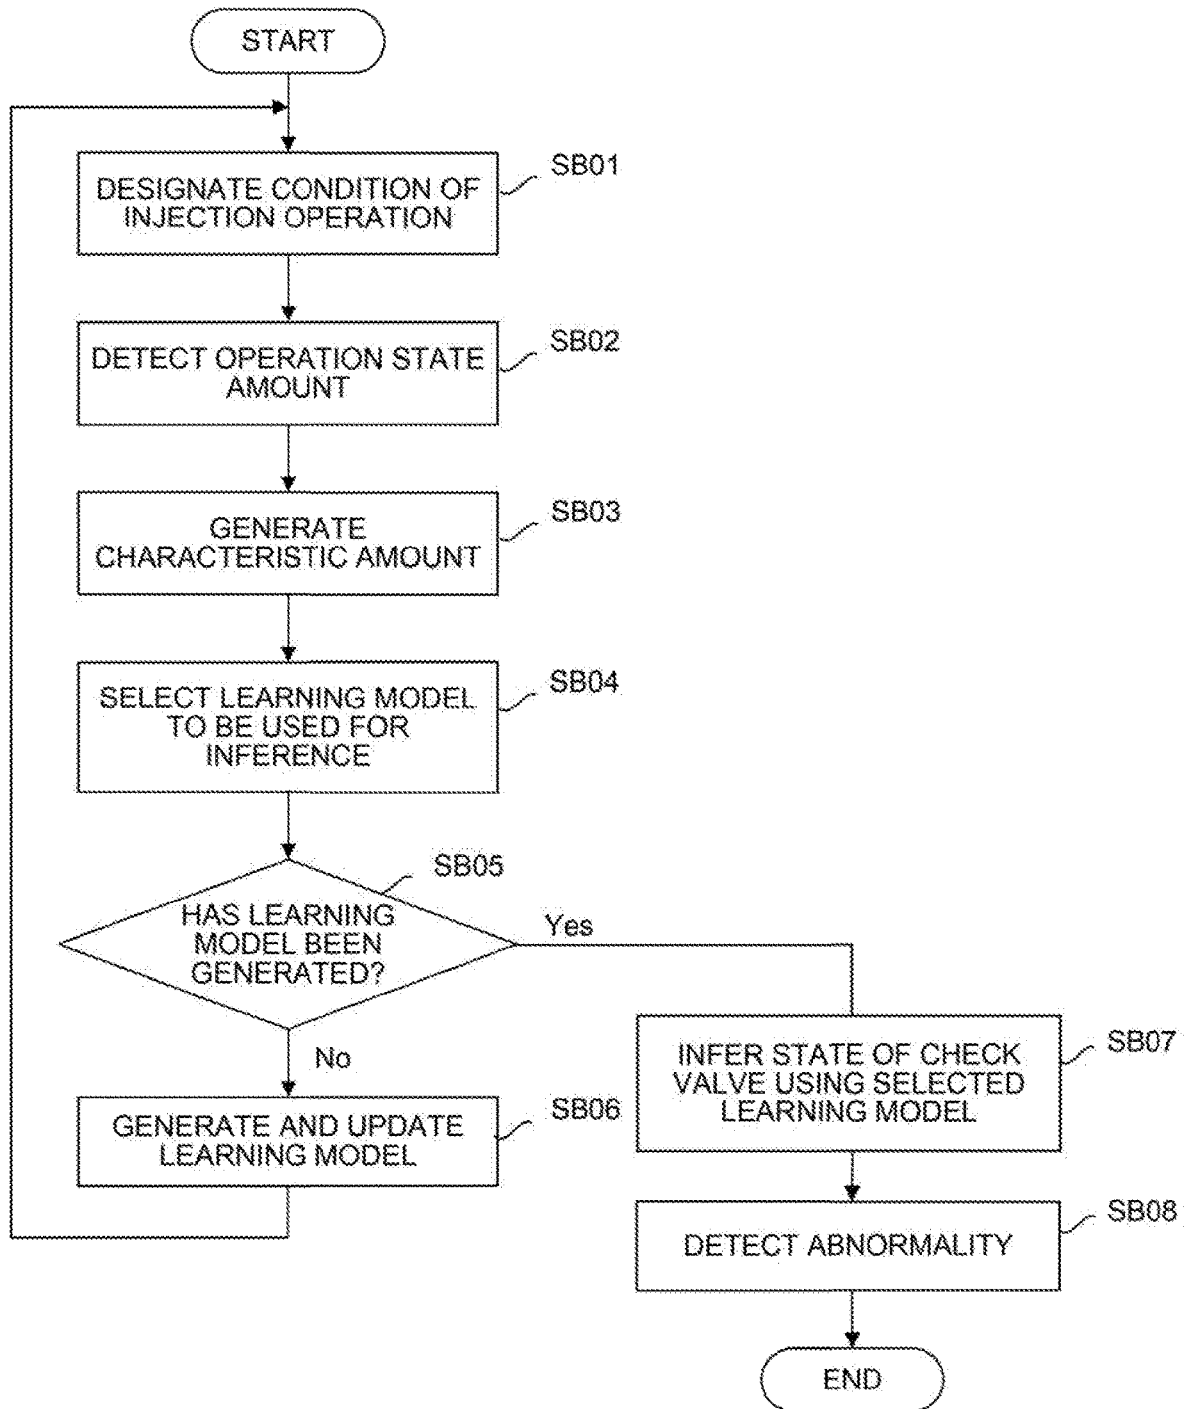 START
SB01
DESIGNATE CONDITION OF
INJECTION OPERATION
SB02
DETECT OPERATION STATE
AMOUNT
SB03
GENERATE
CHARACTERISTIC AMOUNT
SB04
SELECT LEARNING MODEL
TO BE USED FOR
INFERENCE
SB05
HAS LEARNING
MODEL BEEN
GENERATED?
Yes
No
SB06
GENERATE AND UPDATE
LEARNING MODEL
SB07
INFER STATE OF CHECK
VALVE USING SELECTED
LEARNING MODEL
SB08
DETECT ABNORMALITY
END